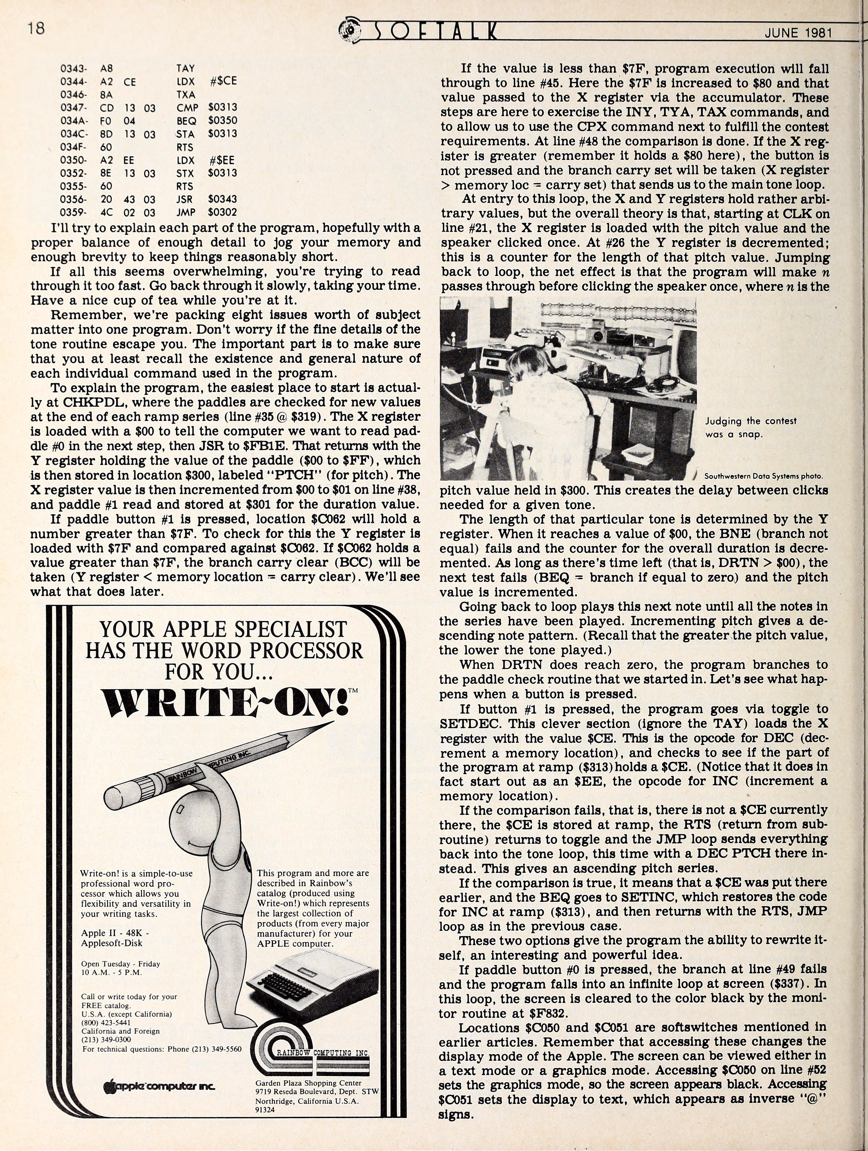 18
SOFTALK
JUNE 1981
0343- A8 TAY
0344- A2 CE LDX #$CE
0346- 8A TXA
0347- CD 13 03 CMP $0313
034A- F0 04 BEQ $0350
034C- 8D 13 03 STA $0313
034F- 60 RTS
0350- A2 EE LDX #$EE
0352- 8E 13 03 STX $0313
0355- 60 RTS
0356- 20 43 03 JSR $0343
0359- 4C 02 03 JMP $0302
I'll try to explain each part of the program, hopefully with a
proper balance of enough detail to jog your memory and
enough brevity to keep things reasonably short.
If all this seems overwhelming, you're trying to read
through it too fast. Go back through it slowly, taking your time.
Have a nice cup of tea while you're at it.
Remember, we're packing eight issues worth of subject
matter into one program. Don't worry if the fine details of the
tone routine escape you. The important part is to make sure
that you at least recall the existence and general nature of
each individual command used in the program.
To explain the program, the easiest place to start is actual-
ly at CHKPDL, where the paddles are checked for new values
at the end of each ramp series (line #35 @ $319). The X register
is loaded with a $00 to tell the computer we want to read pad-
dle #0 in the next step, then JSR to $FB1E. That returns with the
Y register holding the value of the paddle ($00 to $FF), which
is then stored in location $300, labeled "PTCH" (for pitch). The
X register value is then incremented from $00 to $01 on line #38,
and paddle #1 read and stored at $301 for the duration value.
If paddle button #1 is pressed, location $C062 will hold a
number greater than $7F. To check for this the Y register is
loaded with $7F and compared against $C062. If $C062 holds a
value greater than $7F, the branch carry clear (BCC) will be
taken (Y register < memory location = carry clear). We'll see
what that does later.
YOUR APPLE SPECIALIST
HAS THE WORD PROCESSOR
FOR YOU...
WRITE-ON!™
RAINBOW COMPUTING INC.
Write-on! is a simple-to-use
professional word pro-
cessor which allows you
flexibility and versatility in
your writing tasks.
Apple II - 48K -
Applesoft-Disk
Open Tuesday - Friday
10 A.M. - 5 P.M.
Call or write today for your
FREE catalog.
U.S.A. (except California)
(800) 423-5441
California and Foreign
(213) 349-0300
For technical questions: Phone (213) 349-5560
apple computer inc.
This program and more are
described in Rainbow's
catalog (produced using
Write-on!) which represents
the largest collection of
products (from every major
manufacturer) for your
APPLE computer.
RAINBOW COMPUTING INC.
Garden Plaza Shopping Center
9719 Reseda Boulevard, Dept. STW
Northridge, California U.S.A.
91324
If the value is less than $7F, program execution will fall
through to line #45. Here the $7F is increased to $80 and that
value passed to the X register via the accumulator. These
steps are here to exercise the INY, TYA, TAX commands, and
to allow us to use the CPX command next to fulfill the contest
requirements. At line #48 the comparison is done. If the X reg-
ister is greater (remember it holds a $80 here), the button is
not pressed and the branch carry set will be taken (X register
> memory loc = carry set) that sends us to the main tone loop.
At entry to this loop, the X and Y registers hold rather arbi-
trary values, but the overall theory is that, starting at CLK on
line #21, the X register is loaded with the pitch value and the
speaker clicked once. At #26 the Y register is decremented;
this is a counter for the length of that pitch value. Jumping
back to loop, the net effect is that the program will make n
passes through before clicking the speaker once, where n is the
Judging the contest
was a snap.
Southwestern Data Systems photo.
pitch value held in $300. This creates the delay between clicks
needed for a given tone.
The length of that particular tone is determined by the Y
register. When it reaches a value of $00, the BNE (branch not
equal) fails and the counter for the overall duration is decre-
mented. As long as there's time left (that is, DRTN > $00), the
next test fails (BEQ = branch if equal to zero) and the pitch
value is incremented.
Going back to loop plays this next note until all the notes in
the series have been played. Incrementing pitch gives a de-
scending note pattern. (Recall that the greater the pitch value,
the lower the tone played.)
When DRTN does reach zero, the program branches to
the paddle check routine that we started in. Let's see what hap-
pens when a button is pressed.
If button #1 is pressed, the program goes via toggle to
SETDEC. This clever section (ignore the TAY) loads the X
register with the value $CE. This is the opcode for DEC (dec-
rement a memory location), and checks to see if the part of
the program at ramp ($313)holds a $CE. (Notice that it does in
fact start out as an $EE, the opcode for INC (increment a
memory location).
If the comparison fails, that is, there is not a $CE currently
there, the $CE is stored at ramp, the RTS (return from sub-
routine) returns to toggle and the JMP loop sends everything
back into the tone loop, this time with a DEC PTCH there in-
stead. This gives an ascending pitch series.
If the comparison is true, it means that a $CE was put there
earlier, and the BEQ goes to SETINC, which restores the code
for INC at ramp ($313), and then returns with the RTS, JMP
loop as in the previous case.
These two options give the program the ability to rewrite it-
self, an interesting and powerful idea.
If paddle button #0 is pressed, the branch at line #49 fails
and the program falls into an infinite loop at screen ($337). In
this loop, the screen is cleared to the color black by the moni-
tor routine at $F832.
Locations $C050 and $C051 are softswitches mentioned in
earlier articles. Remember that accessing these changes the
display mode of the Apple. The screen can be viewed either in
a text mode or a graphics mode. Accessing $C050 on line #52
sets the graphics mode, so the screen appears black. Accessing
$C051 sets the display to text, which appears as inverse "@"
signs.